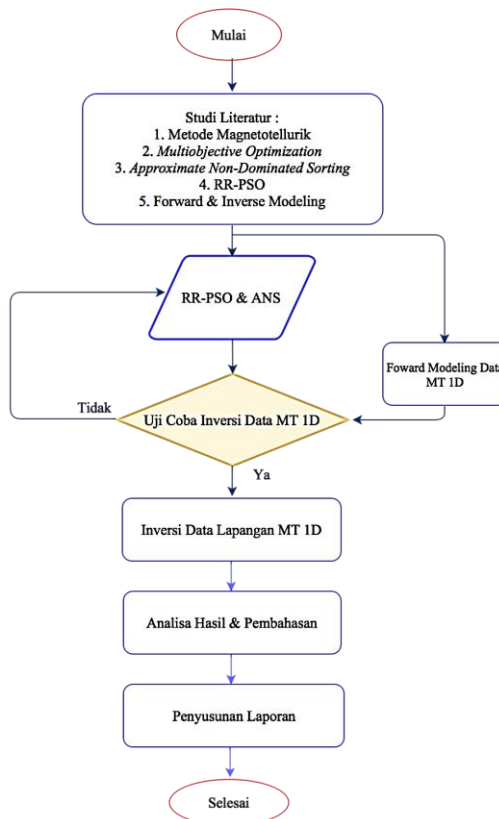 Mulai
Studi Literatur :
1. Metode Magnetotellurik
2. Multiobjective Optimization
3. Approximate Non-Dominated Sorting
4. RR-PSO
5. Forward & Inverse Modeling
RR-PSO & ANS
Foward Modeling Data
MT 1D
Tidak
Uji Coba Inversi Data MT 1D
Ya
Inversi Data Lapangan MT 1D
Analisa Hasil & Pembahasan
Penyusunan Laporan
Selesai